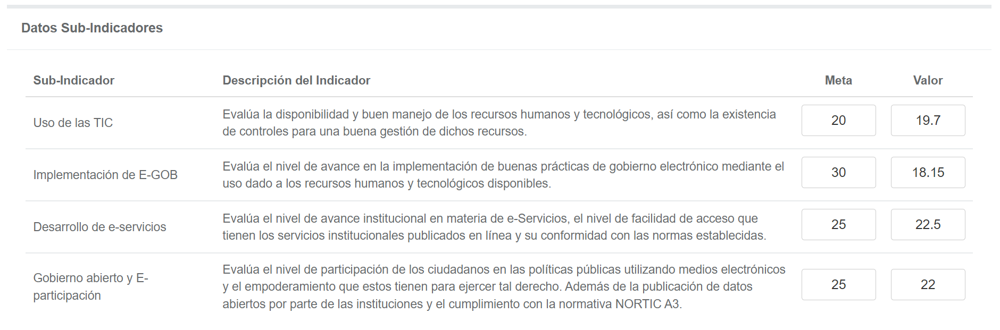 Datos Sub-Indicadores
Sub-Indicador Descripción del Indicador Meta Valor
Uso de las TIC
Evalúa la disponibilidad y buen manejo de los recursos humanos y tecnológicos, así como la existencia
de controles para una buena gestión de dichos recursos.
20 19.7
Implementación de E-GOB
Evalúa el nivel de avance en la implementación de buenas prácticas de gobierno electrónico mediante el
uso dado a los recursos humanos y tecnológicos disponibles.
30 18.15
Desarrollo de e-servicios
Evalúa el nivel de avance institucional en materia de e-Servicios, el nivel de facilidad de acceso que
tienen los servicios institucionales publicados en línea y su conformidad con las normas establecidas.
25 22.5
Gobierno abierto y E-
participación
Evalúa el nivel de participación de los ciudadanos en las políticas públicas utilizando medios electrónicos
y el empoderamiento que estos tienen para ejercer tal derecho. Además de la publicación de datos
abiertos por parte de las instituciones y el cumplimiento con la normativa NORTIC A3.
25 22